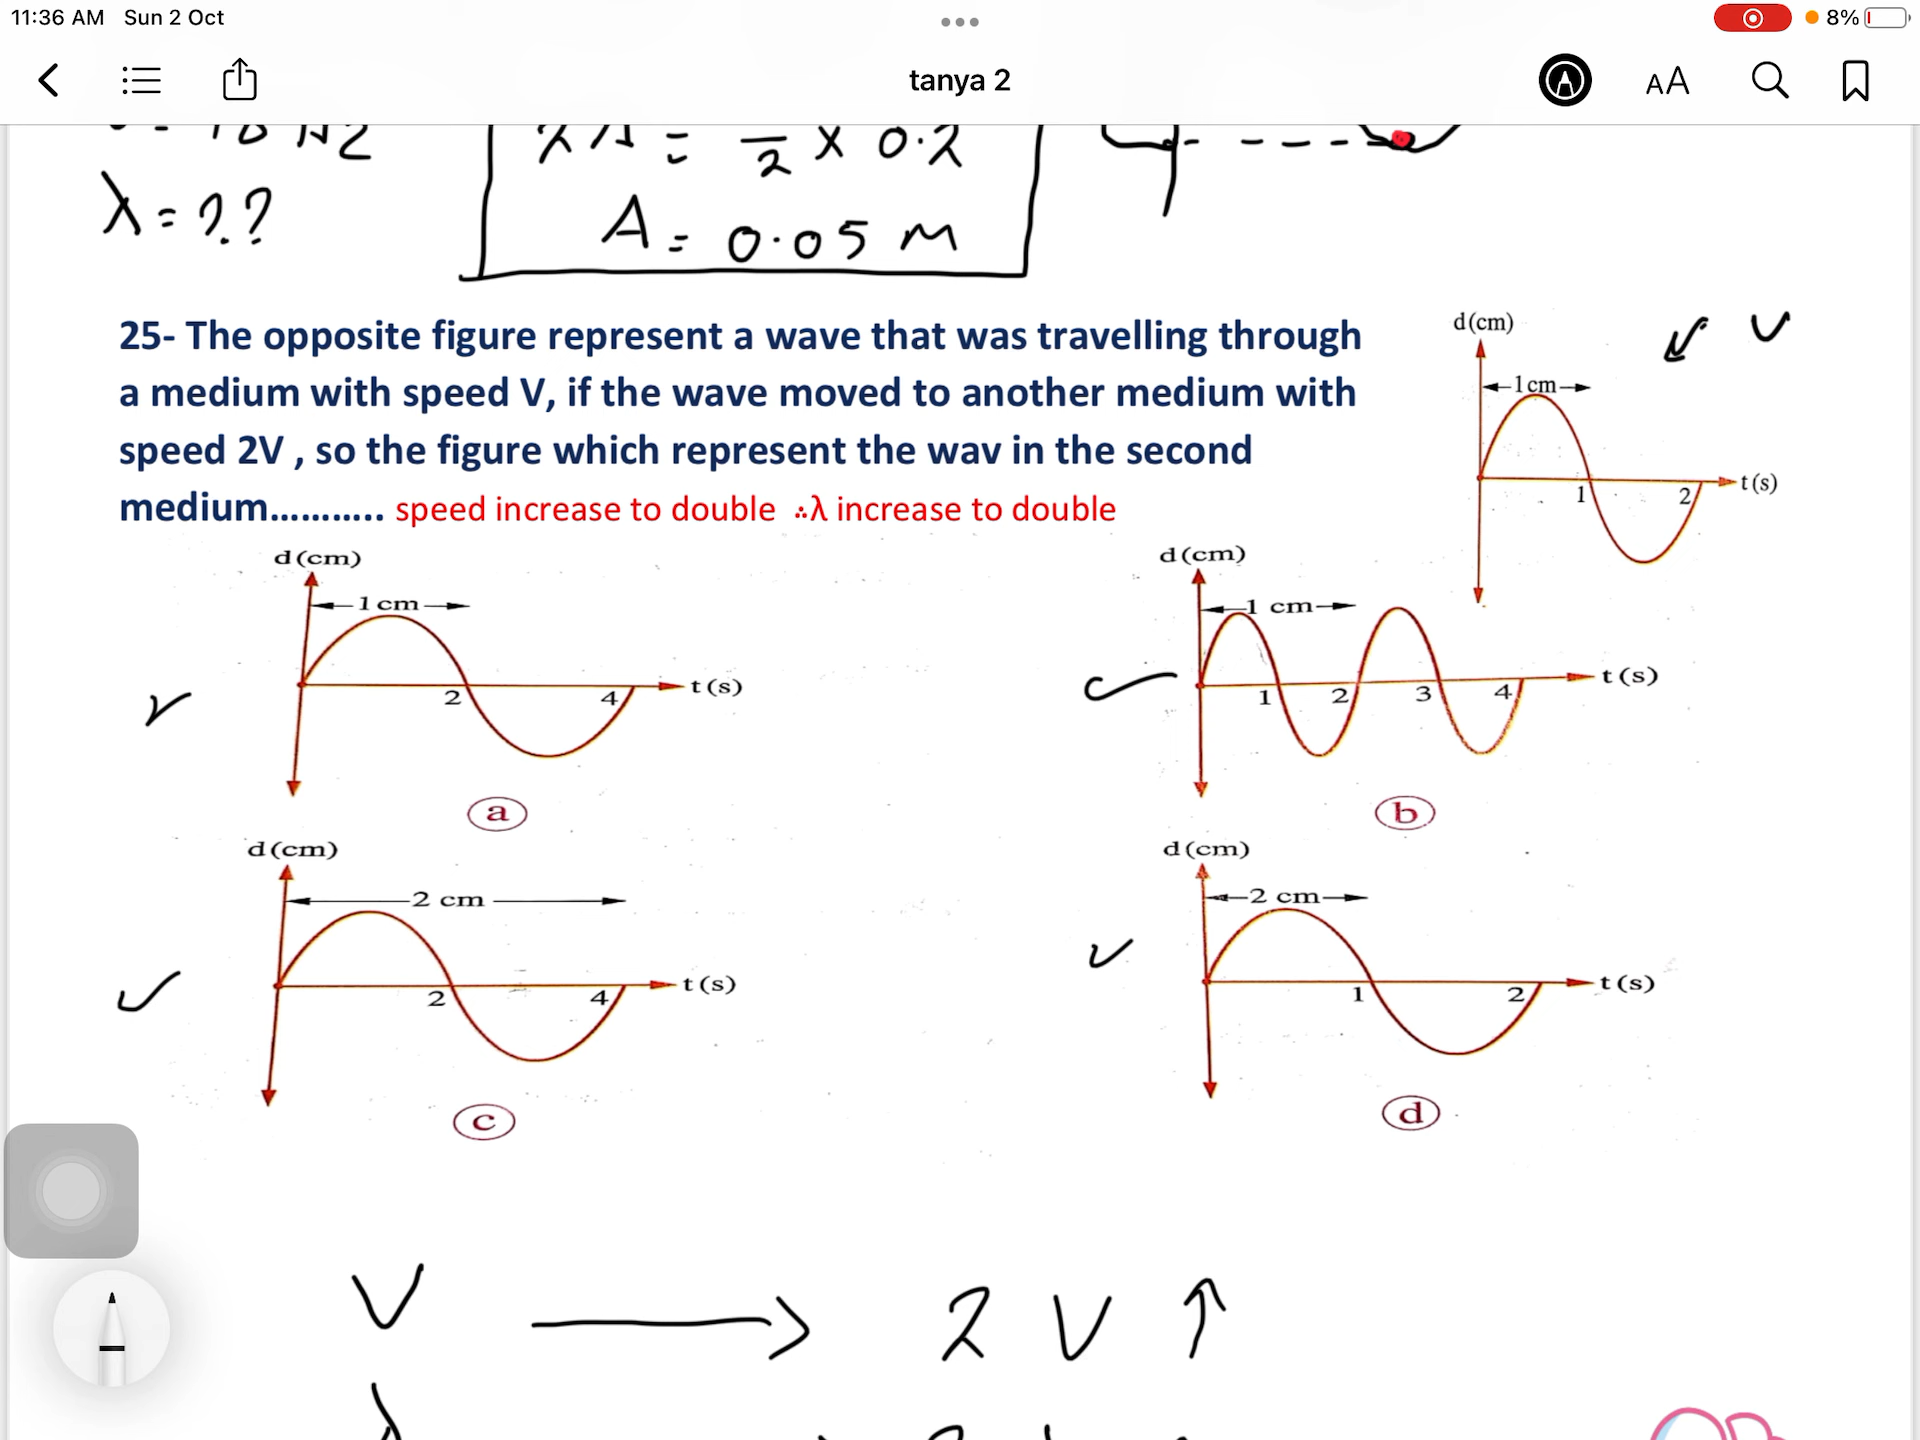 11:36 AM Sun 2 Oct
8%
tanya 2
AA
λ = ??
A = 0.05 M
25- The opposite figure represent a wave that was travelling through
a medium with speed V, if the wave moved to another medium with
speed 2V , so the figure which represent the wav in the second
medium........... speed increase to double ∴λ increase to double
d(cm)
V
1cm
1
2
t(s)
d(cm)
1 cm
2
4
t(s)
a
d(cm)
1 cm
1
2
3
4
t(s)
b
d(cm)
2 cm
2
4
t(s)
c
d(cm)
2 cm
1
2
t(s)
d
V → 2 V ↑